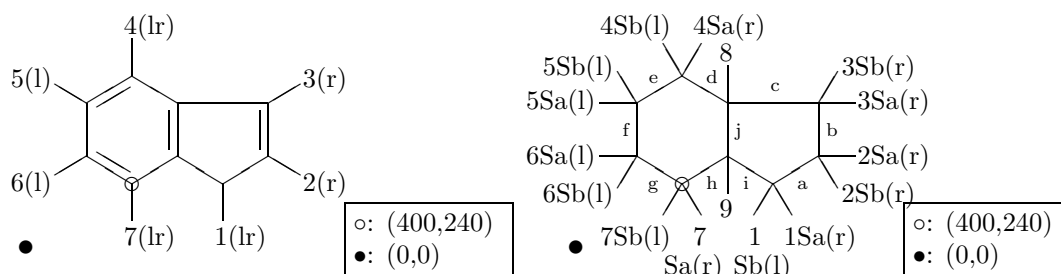 4(lr)
5(l)
3(r)
6(l)
2(r)
7(lr)
1(lr)
○: (400,240)
●: (0,0)
4Sb(l) 4Sa(r)
8
5Sb(l) e d 3Sb(r)
c
5Sa(l) 3Sa(r)
f j b
6Sa(l) 2Sa(r)
6Sb(l) g h i a 2Sb(r)
9
7Sb(l) 7 1 1Sa(r)
Sa(r) Sb(l)
○: (400,240)
●: (0,0)